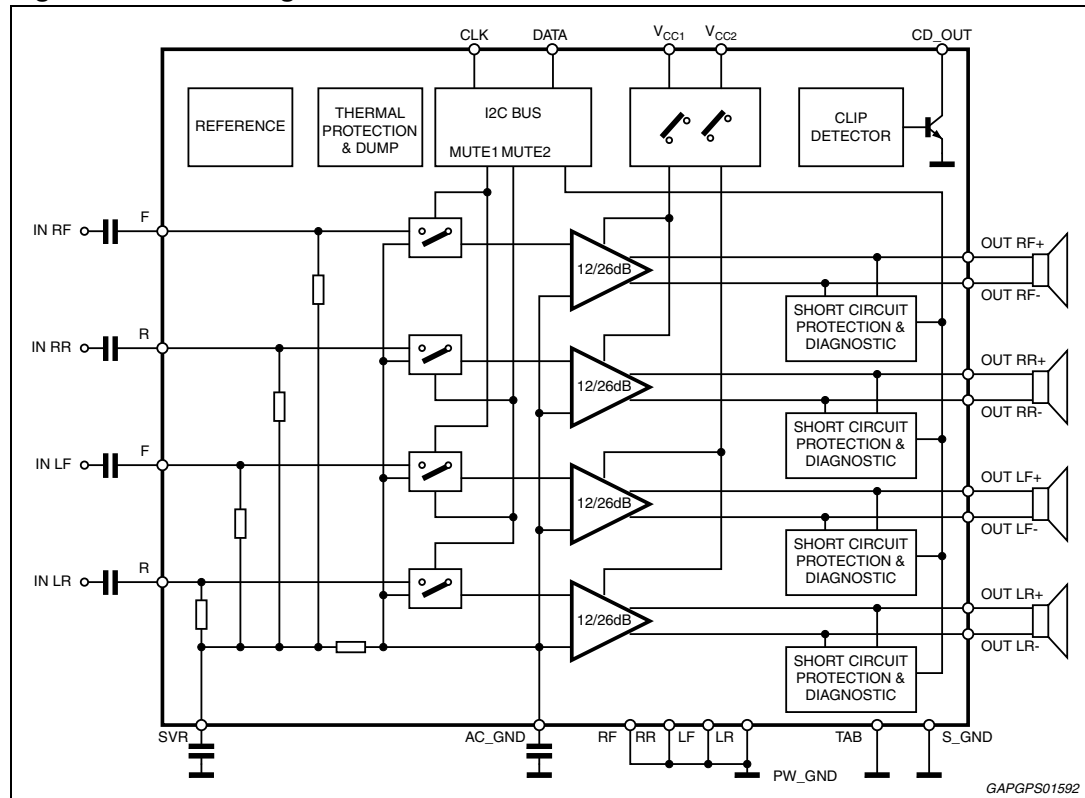 CLK
DATA
VCC1
VCC2
CD_OUT
REFERENCE
THERMAL
PROTECTION
& DUMP
I2C BUS
MUTE1 MUTE2
CLIP
DETECTOR
IN RF
F
12/26dB
OUT RF+
OUT RF-
SHORT CIRCUIT
PROTECTION &
DIAGNOSTIC
IN RR
R
12/26dB
OUT RR+
OUT RR-
SHORT CIRCUIT
PROTECTION &
DIAGNOSTIC
IN LF
F
12/26dB
OUT LF+
OUT LF-
SHORT CIRCUIT
PROTECTION &
DIAGNOSTIC
IN LR
R
12/26dB
OUT LR+
OUT LR-
SHORT CIRCUIT
PROTECTION &
DIAGNOSTIC
SVR
AC_GND
RF
RR
LF
LR
PW_GND
TAB
S_GND
GAPGPS01592